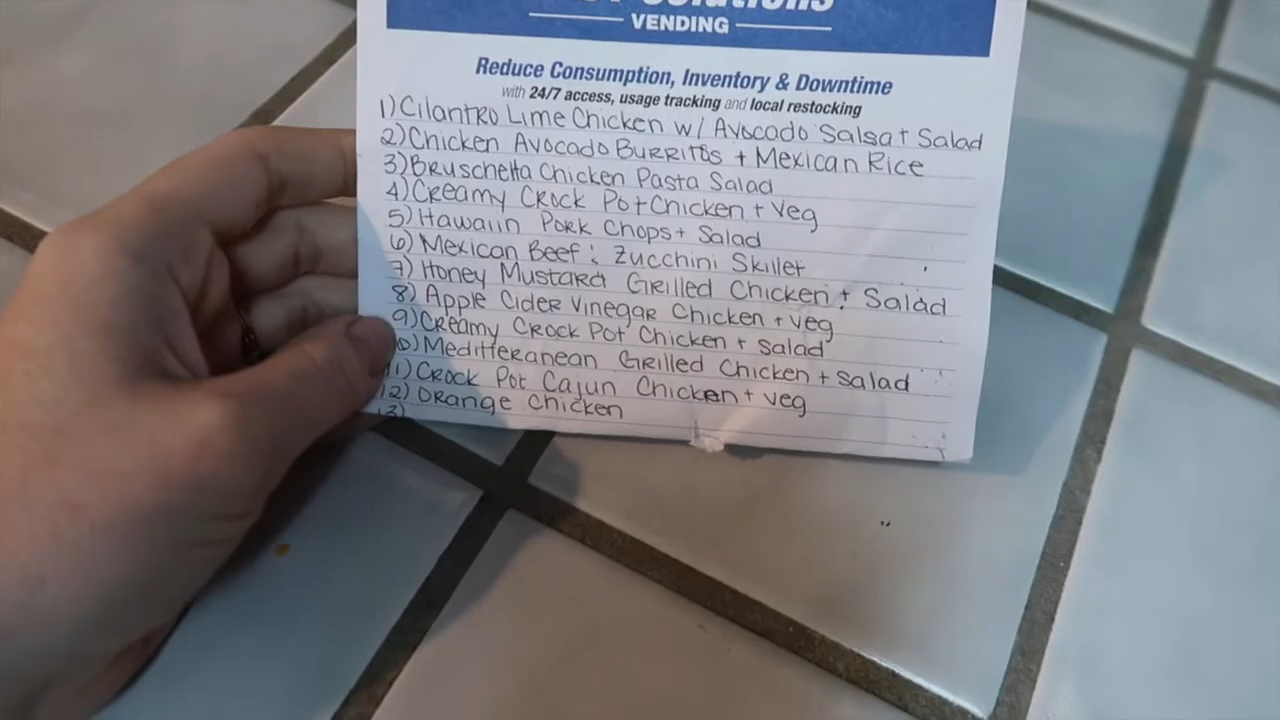 VENDING
Reduce Consumption, Inventory & Downtime
with 24/7 access, usage tracking and local restocking
1) Cilantro Lime Chicken w/ Avocado Salsa + Salad
2) Chicken Avocado Burritos + Mexican Rice
3) Bruschetta Chicken Pasta Salad
4) Creamy Crock Pot Chicken + Veg
5) Hawaiin Pork Chops + Salad
6) Mexican Beef : Zucchini Skillet
7) Honey Mustard Grilled Chicken + Salad
8) Apple Cider Vinegar Chicken + veg
9) Creamy Crock Pot Chicken + Salad
10) Meditteranean Grilled Chicken + Salad
11) Crock Pot Cajun Chicken + veg
12) Orange Chicken
13)